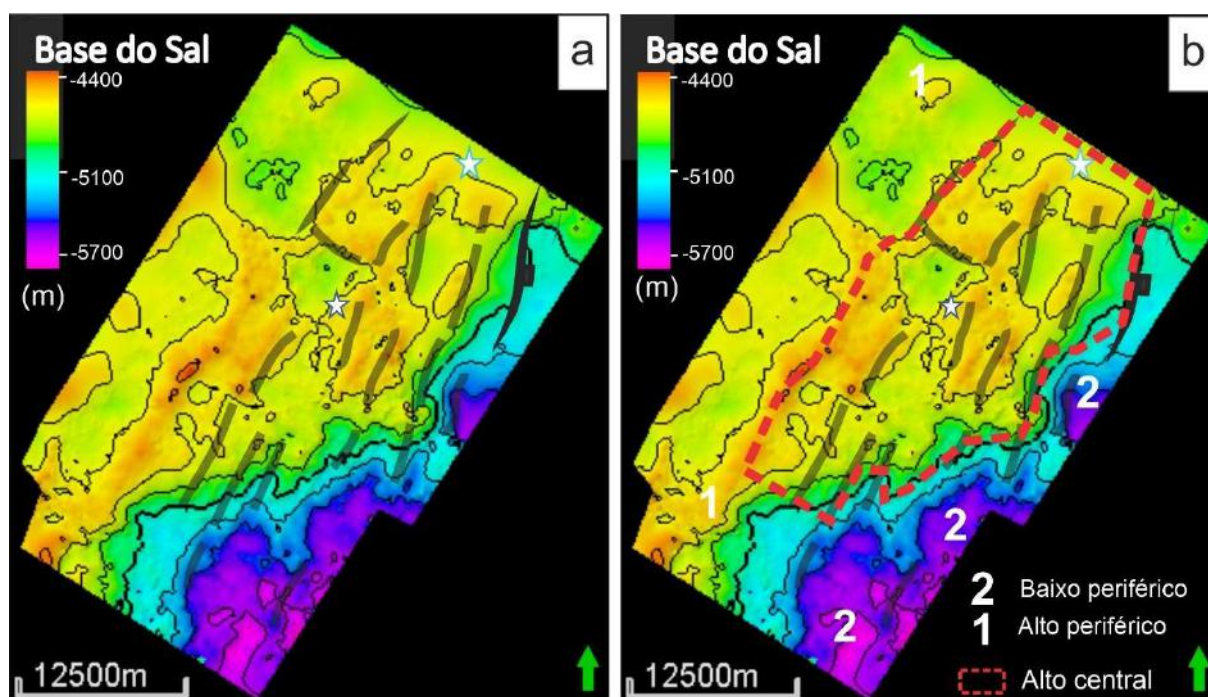 Base do Sal
a
-4400
-5100
-5700
(m)
12500m
Base do Sal
b
-4400
-5100
-5700
(m)
1
2
1
2
2
2 Baixo periférico
1 Alto periférico
Alto central
12500m